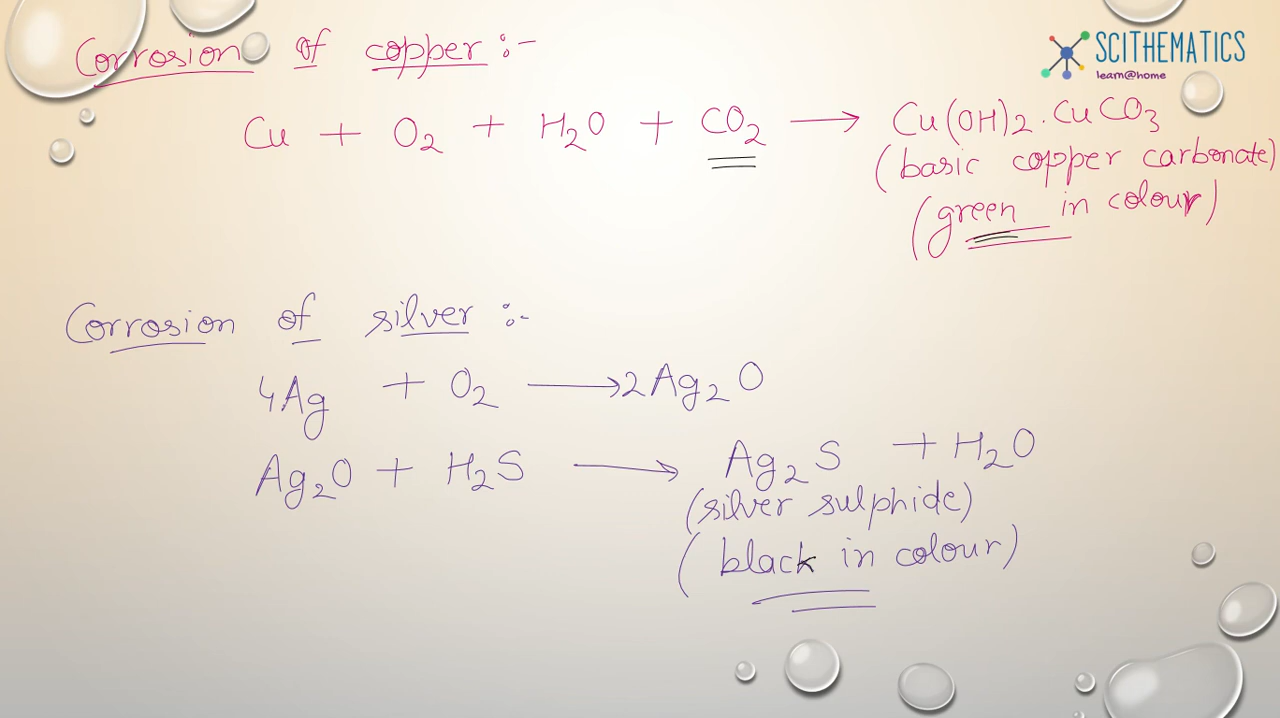 Corrosion of copper :-
SCITHEMATICS
learn@home
Cu + O2 + H2O + CO2 → Cu(OH)2.CuCO3
(basic copper carbonate)
(green in colour)
Corrosion of silver :-
4Ag + O2 → 2Ag2O
Ag2O + H2S → Ag2S + H2O
(silver sulphide)
(black in colour)